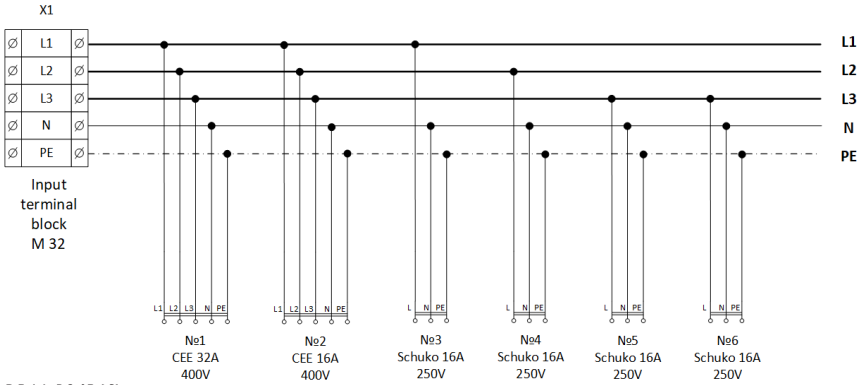 X1
L1
L2
L3
N
PE
L1
L2
L3
N
PE
Input
terminal
block
M 32
L1 L2 L3 N PE
L1 L2 L3 N PE
L N PE
L N PE
L N PE
L N PE
№1
CEE 32A
400V
№2
CEE 16A
400V
№3
Schuko 16A
250V
№4
Schuko 16A
250V
№5
Schuko 16A
250V
№6
Schuko 16A
250V